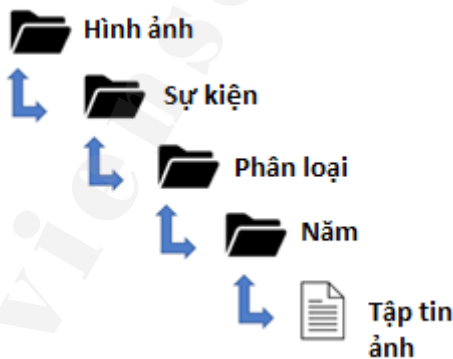 Hình ảnh
Sự kiện
Phân loại
Năm
Tập tin
ảnh